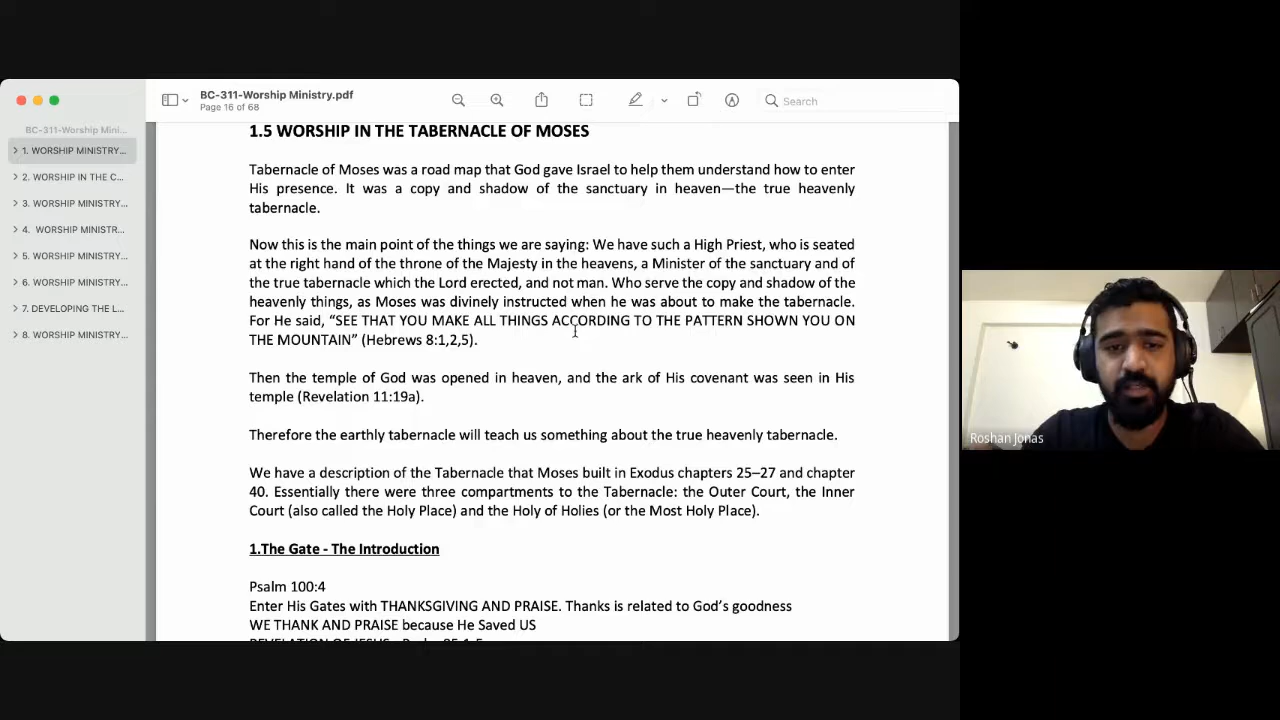 BC-311-Worship Ministry.pdf
Page 16 of 68
Search
BC-311-Worship Mini...
1. WORSHIP MINISTRY...
2. WORSHIP IN THE C...
3. WORSHIP MINISTRY...
4. WORSHIP MINISTR...
5. WORSHIP MINISTRY...
6. WORSHIP MINISTRY...
7. DEVELOPING THE L...
8. WORSHIP MINISTRY...
1.5 WORSHIP IN THE TABERNACLE OF MOSES
Tabernacle of Moses was a road map that God gave Israel to help them understand how to enter
His presence. It was a copy and shadow of the sanctuary in heaven—the true heavenly
tabernacle.
Now this is the main point of the things we are saying: We have such a High Priest, who is seated
at the right hand of the throne of the Majesty in the heavens, a Minister of the sanctuary and of
the true tabernacle which the Lord erected, and not man. Who serve the copy and shadow of the
heavenly things, as Moses was divinely instructed when he was about to make the tabernacle.
For He said, “SEE THAT YOU MAKE ALL THINGS ACCORDING TO THE PATTERN SHOWN YOU ON
THE MOUNTAIN” (Hebrews 8:1,2,5).
Then the temple of God was opened in heaven, and the ark of His covenant was seen in His
temple (Revelation 11:19a).
Therefore the earthly tabernacle will teach us something about the true heavenly tabernacle.
We have a description of the Tabernacle that Moses built in Exodus chapters 25–27 and chapter
40. Essentially there were three compartments to the Tabernacle: the Outer Court, the Inner
Court (also called the Holy Place) and the Holy of Holies (or the Most Holy Place).
1.The Gate - The Introduction
Psalm 100:4
Enter His Gates with THANKSGIVING AND PRAISE. Thanks is related to God’s goodness
WE THANK AND PRAISE because He Saved US
REVELATION OF JESUS
Roshan Jonas